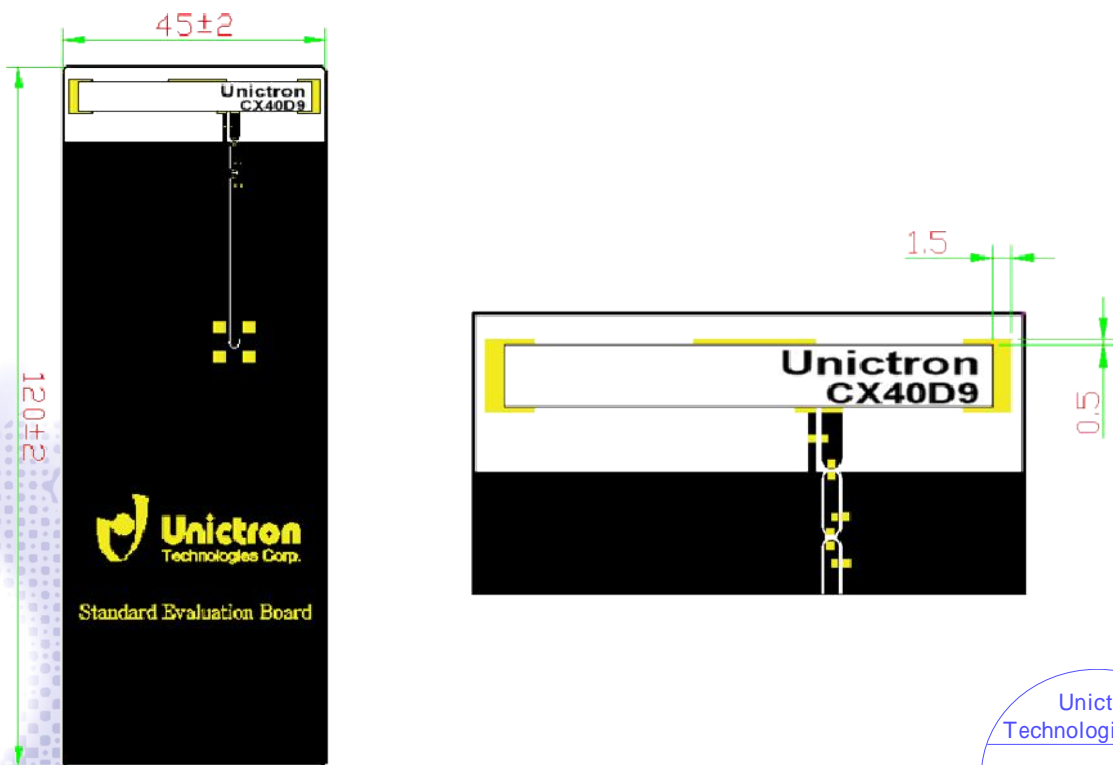 45±2
Unictron
CX40D9
120±2
Unictron
Technologies Corp.
Standard Evaluation Board
1.5
0.5
Unictron
CX40D9
Unict
Technologi